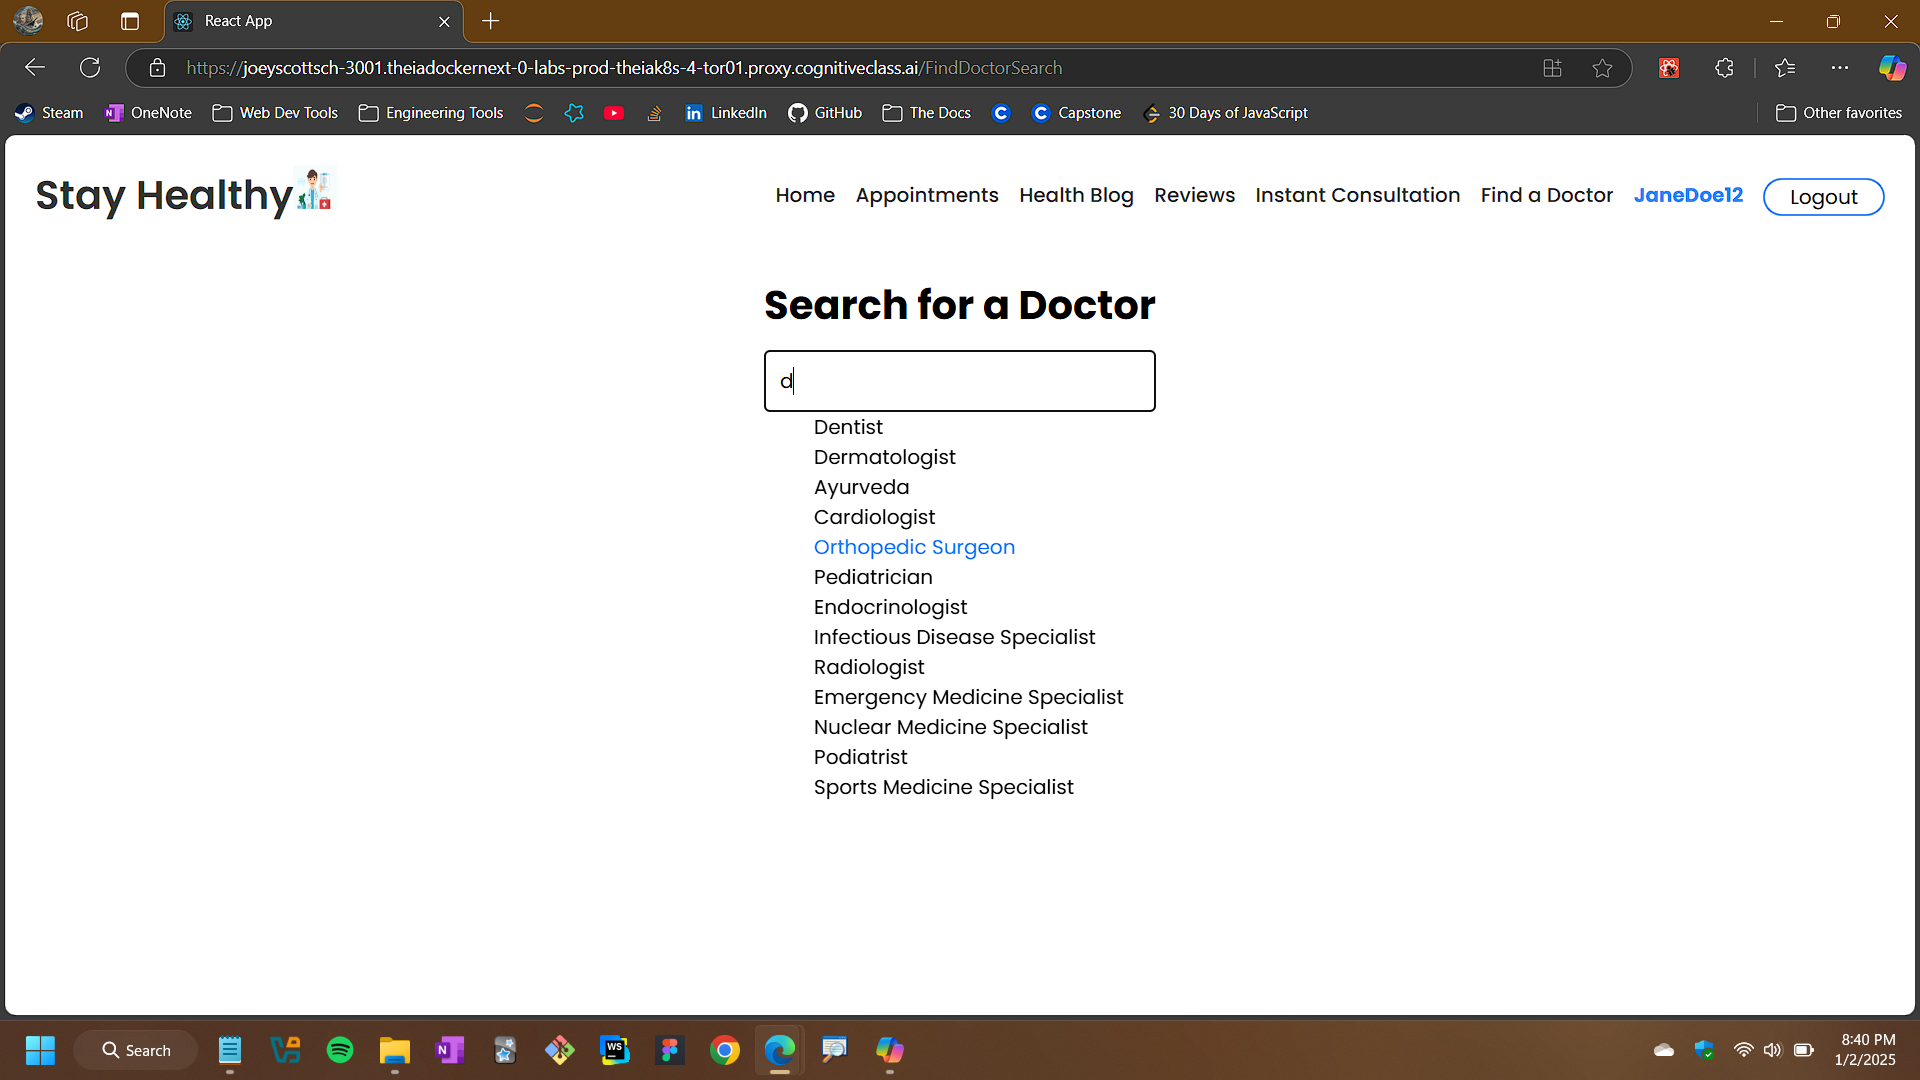 React App
https://joeyscottsch-3001.theiadockernext-0-labs-prod-theiak8s-4-tor01.proxy.cognitiveclass.ai/FindDoctorSearch
Steam OneNote Web Dev Tools Engineering Tools LinkedIn GitHub The Docs Capstone 30 Days of JavaScript Other favorites
Stay Healthy Home Appointments Health Blog Reviews Instant Consultation Find a Doctor JaneDoe12 Logout
Search for a Doctor
d
Dentist
Dermatologist
Ayurveda
Cardiologist
Orthopedic Surgeon
Pediatrician
Endocrinologist
Infectious Disease Specialist
Radiologist
Emergency Medicine Specialist
Nuclear Medicine Specialist
Podiatrist
Sports Medicine Specialist
Search
8:40 PM
1/2/2025